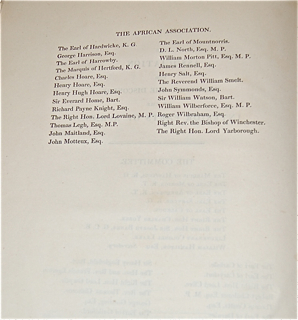 THE AFRICAN ASSOCIATION.
The Earl of Hardwicke, K. G.
George Harrison, Esq.
The Earl of Harrowby.
The Marquis of Hertford, K. G.
Charles Hoare, Esq.
Henry Hoare, Esq.
Henry Hugh Hoare, Esq.
Sir Everard Home, Bart.
Richard Payne Knight, Esq.
The Right Hon. Lord Lovaine, M. P.
Thomas Legh, Esq. M.P.
John Maitland, Esq.
John Motteux, Esq.
The Earl of Mountnorris.
D. L. North, Esq. M. P.
William Morton Pitt, Esq. M. P.
James Rennell, Esq.
Henry Salt, Esq.
The Reverend William Smelt.
John Symmonds, Esq.
Sir William Watson, Bart.
William Wilberforce, Esq. M. P.
Roger Wilbraham, Esq.
Right Rev. the Bishop of Winchester.
The Right Hon. Lord Yarborough.